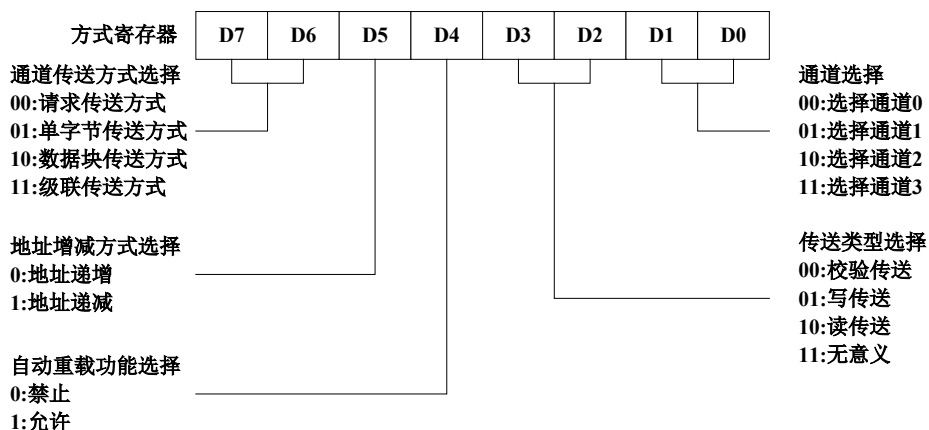 方式寄存器 D7 D6 D5 D4 D3 D2 D1 D0
通道传送方式选择
00:请求传送方式
01:单字节传送方式
10:数据块传送方式
11:级联传送方式
地址增减方式选择
0:地址递增
1:地址递减
自动重载功能选择
0:禁止
1:允许
通道选择
00:选择通道0
01:选择通道1
10:选择通道2
11:选择通道3
传送类型选择
00:校验传送
01:写传送
10:读传送
11:无意义